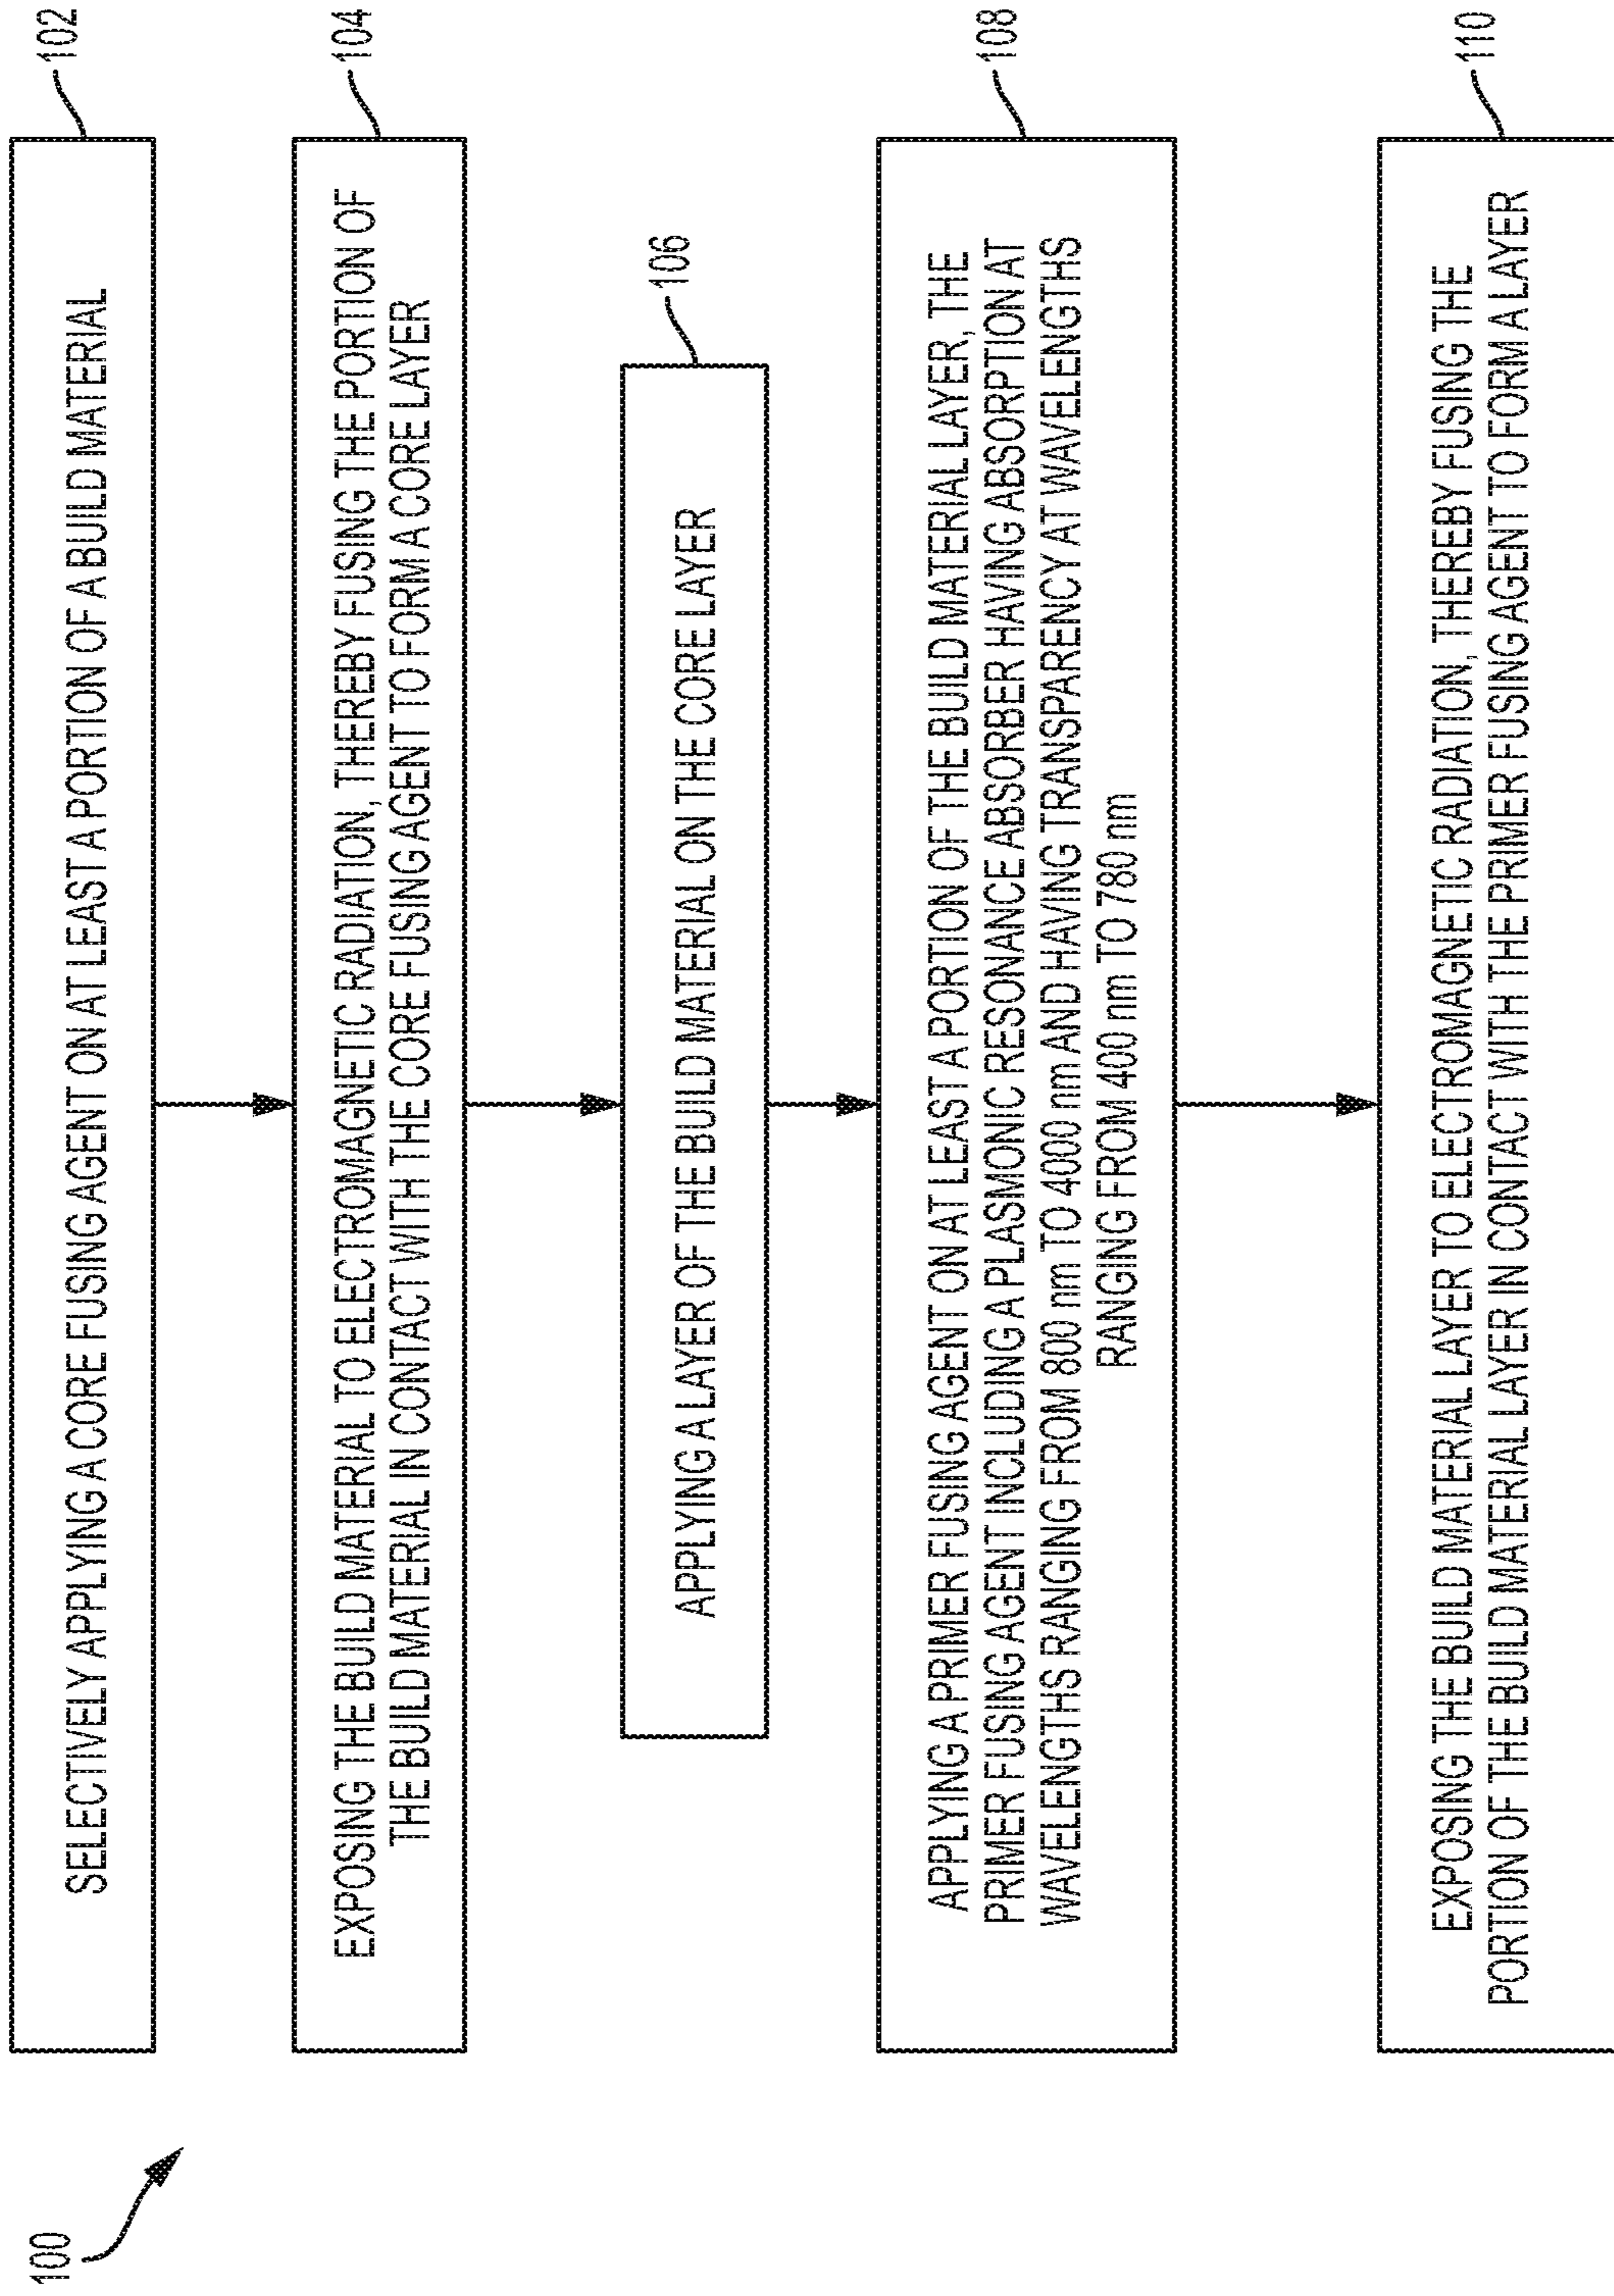 100
102
SELECTIVELY APPLYING A CORE FUSING AGENT ON AT LEAST A PORTION OF A BUILD MATERIAL
104
EXPOSING THE BUILD MATERIAL TO ELECTROMAGNETIC RADIATION, THEREBY FUSING THE PORTION OF
THE BUILD MATERIAL IN CONTACT WITH THE CORE FUSING AGENT TO FORM A CORE LAYER
106
APPLYING A LAYER OF THE BUILD MATERIAL ON THE CORE LAYER
108
APPLYING A PRIMER FUSING AGENT ON AT LEAST A PORTION OF THE BUILD MATERIAL LAYER, THE
PRIMER FUSING AGENT INCLUDING A PLASMONIC RESONANCE ABSORBER HAVING ABSORPTION AT
WAVELENGTHS RANGING FROM 800 nm TO 4000 nm AND HAVING TRANSPARENCY AT WAVELENGTHS
RANGING FROM 400 nm TO 780 nm
110
EXPOSING THE BUILD MATERIAL LAYER TO ELECTROMAGNETIC RADIATION, THEREBY FUSING THE
PORTION OF THE BUILD MATERIAL LAYER IN CONTACT WITH THE PRIMER FUSING AGENT TO FORM A LAYER